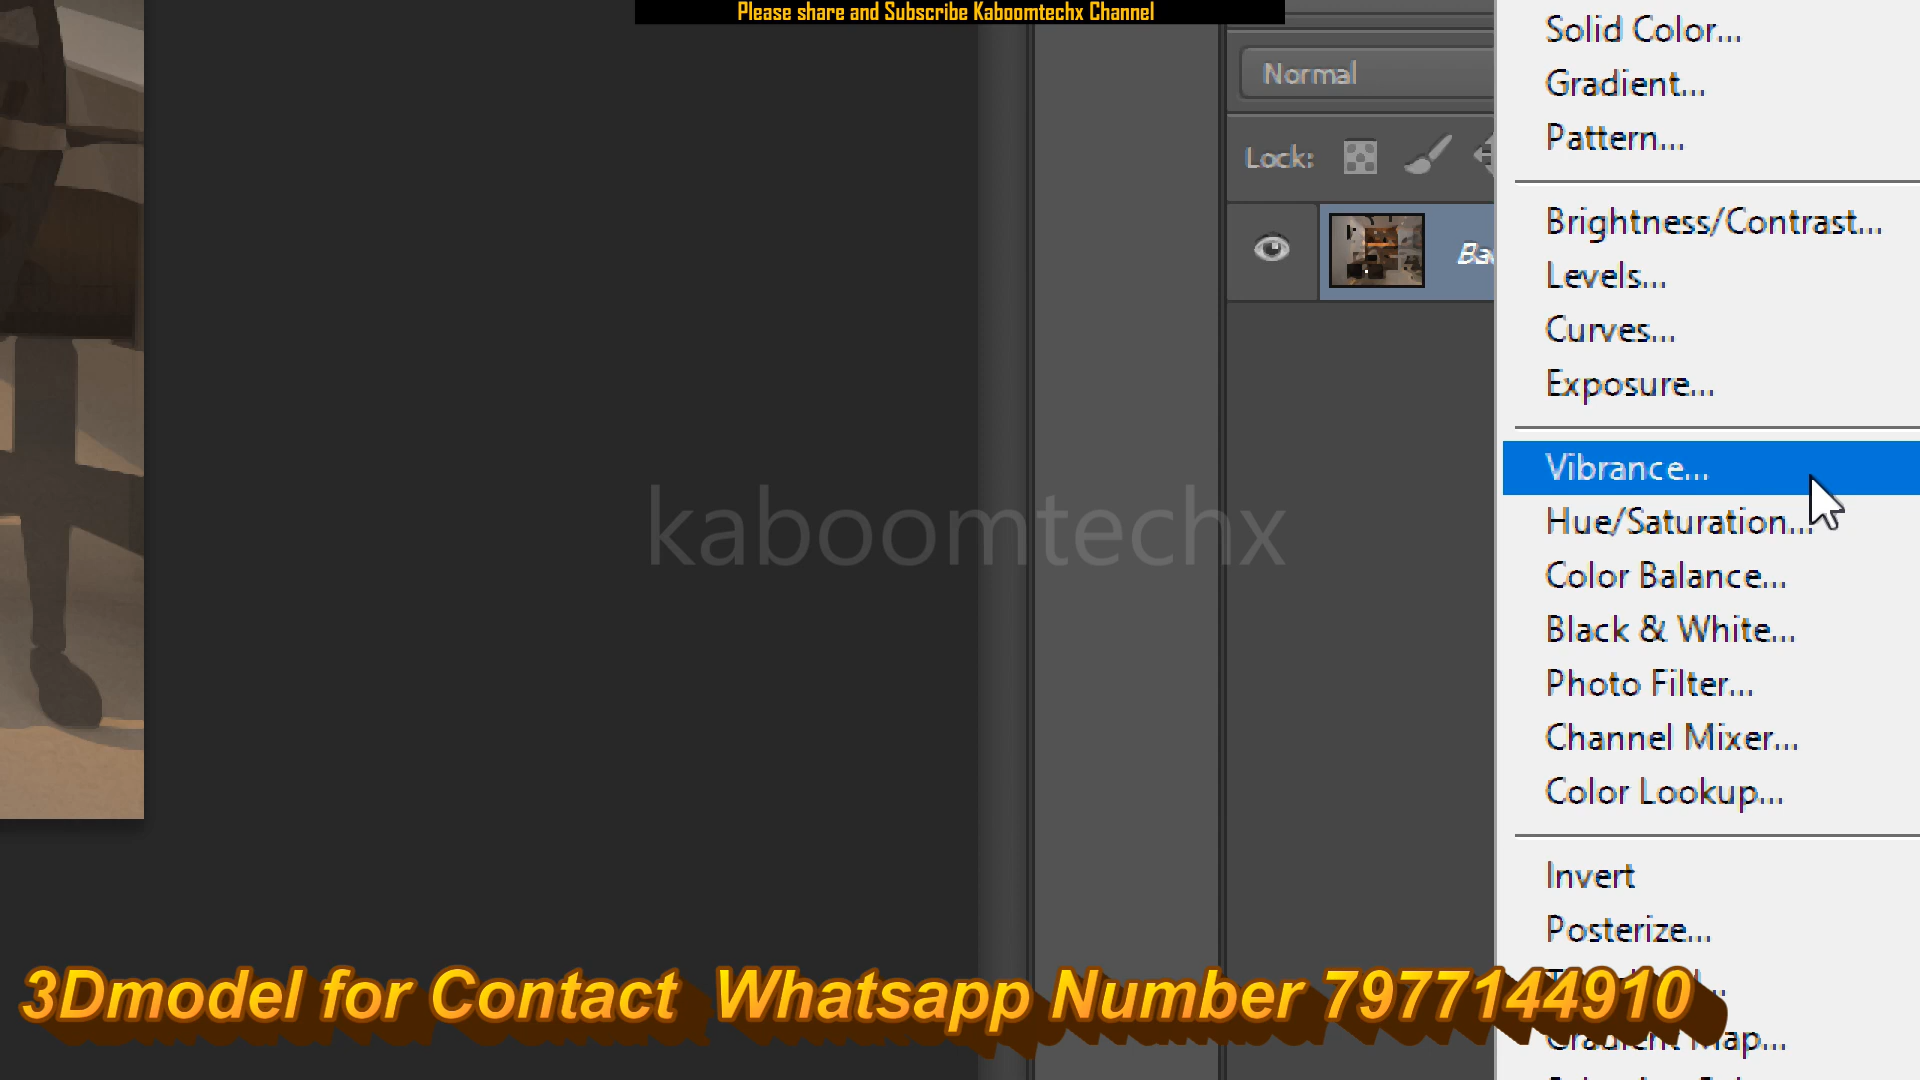 Please share and Subscribe Kaboomtechx Channel
Solid Color...
Normal
Gradient...
Pattern...
Lock:
Brightness/Contrast...
Levels...
Curves...
Exposure...
Vibrance...
kaboomtechx
Hue/Saturation...
Color Balance...
Black & White...
Photo Filter...
Channel Mixer...
Color Lookup...
Invert
Posterize...
3Dmodel for Contact Whatsapp Number 7977144910
Gradient Map...